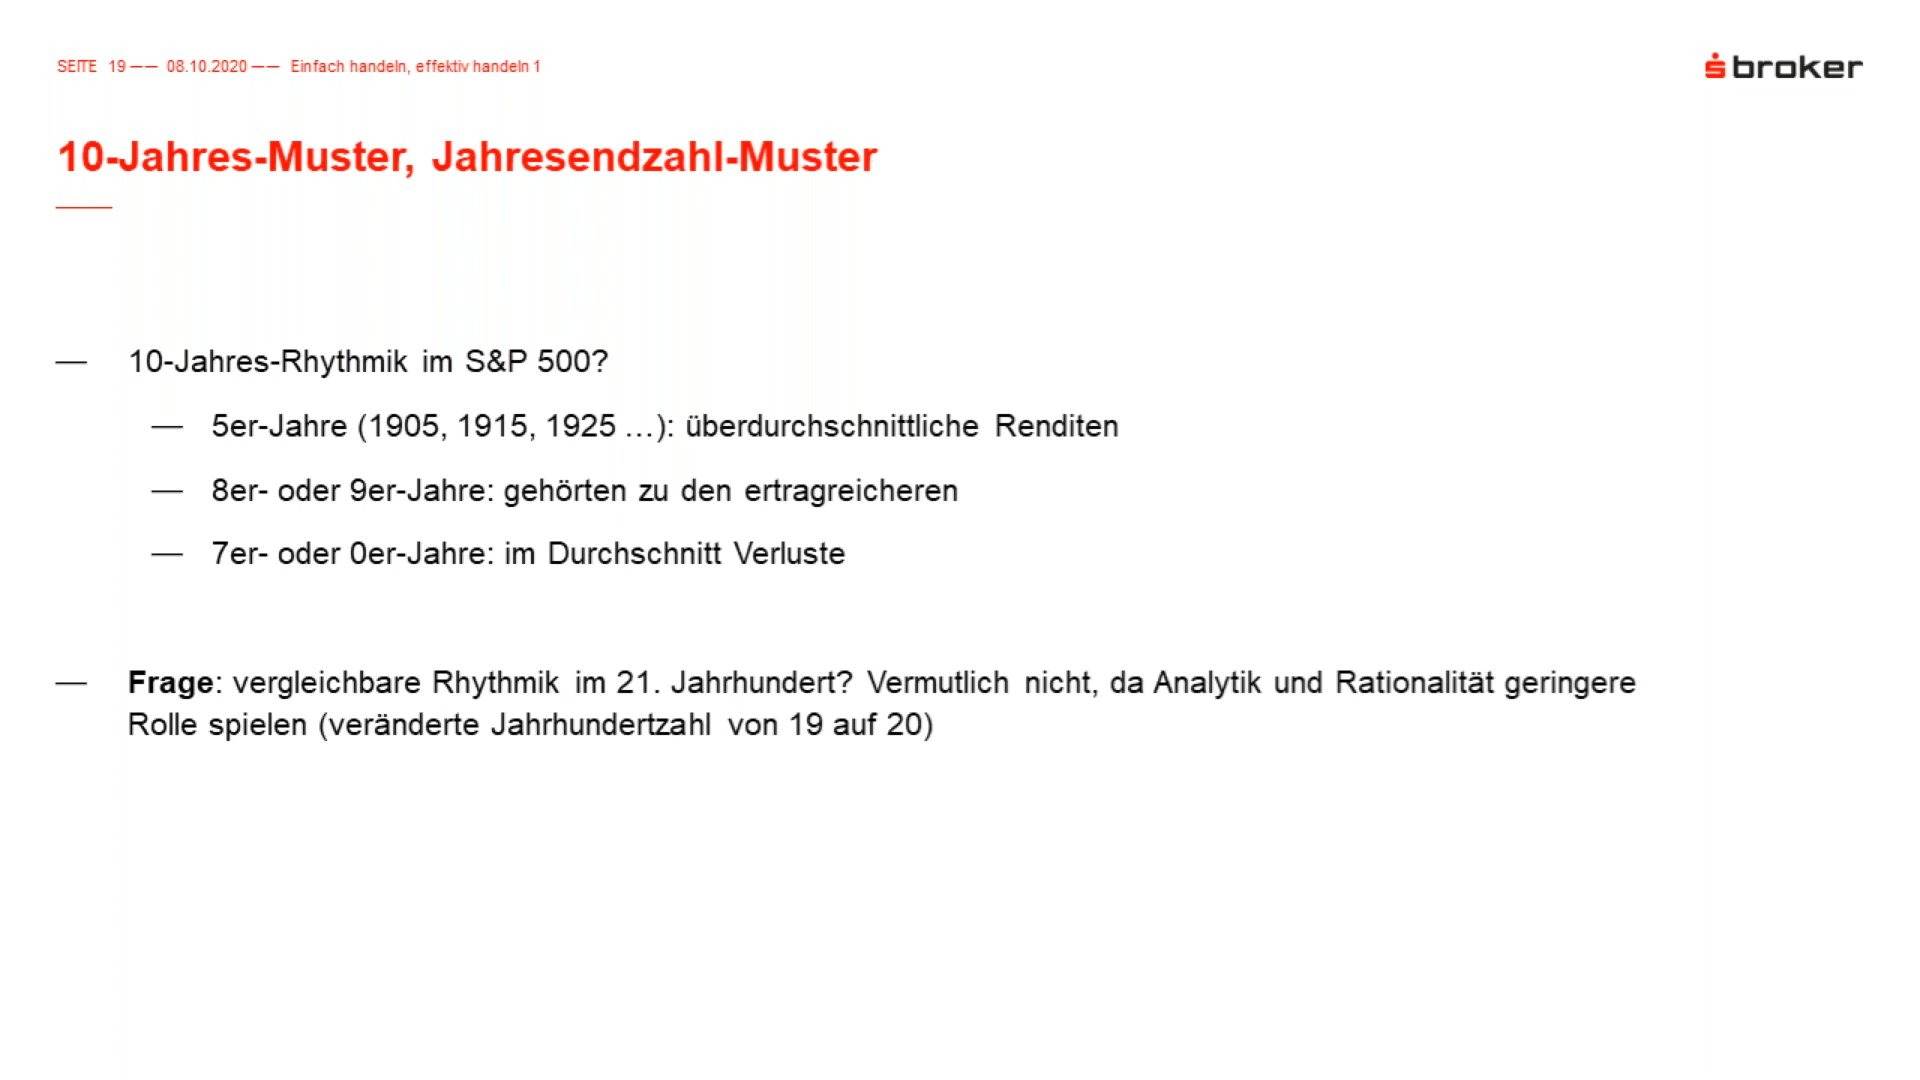 SEITE 19 —— 08.10.2020 —— Einfach handeln, effektiv handeln 1
broker
10-Jahres-Muster, Jahresendzahl-Muster
— 10-Jahres-Rhythmik im S&P 500?
— 5er-Jahre (1905, 1915, 1925 …): überdurchschnittliche Renditen
— 8er- oder 9er-Jahre: gehörten zu den ertragreicheren
— 7er- oder 0er-Jahre: im Durchschnitt Verluste
— Frage: vergleichbare Rhythmik im 21. Jahrhundert? Vermutlich nicht, da Analytik und Rationalität geringere
Rolle spielen (veränderte Jahrhundertzahl von 19 auf 20)